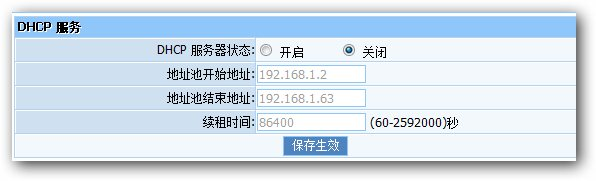 DHCP 服务
DHCP 服务器状态: 开启 关闭
地址池开始地址: 192.168.1.2
地址池结束地址: 192.168.1.63
续租时间: 86400 (60-2592000)秒
保存生效